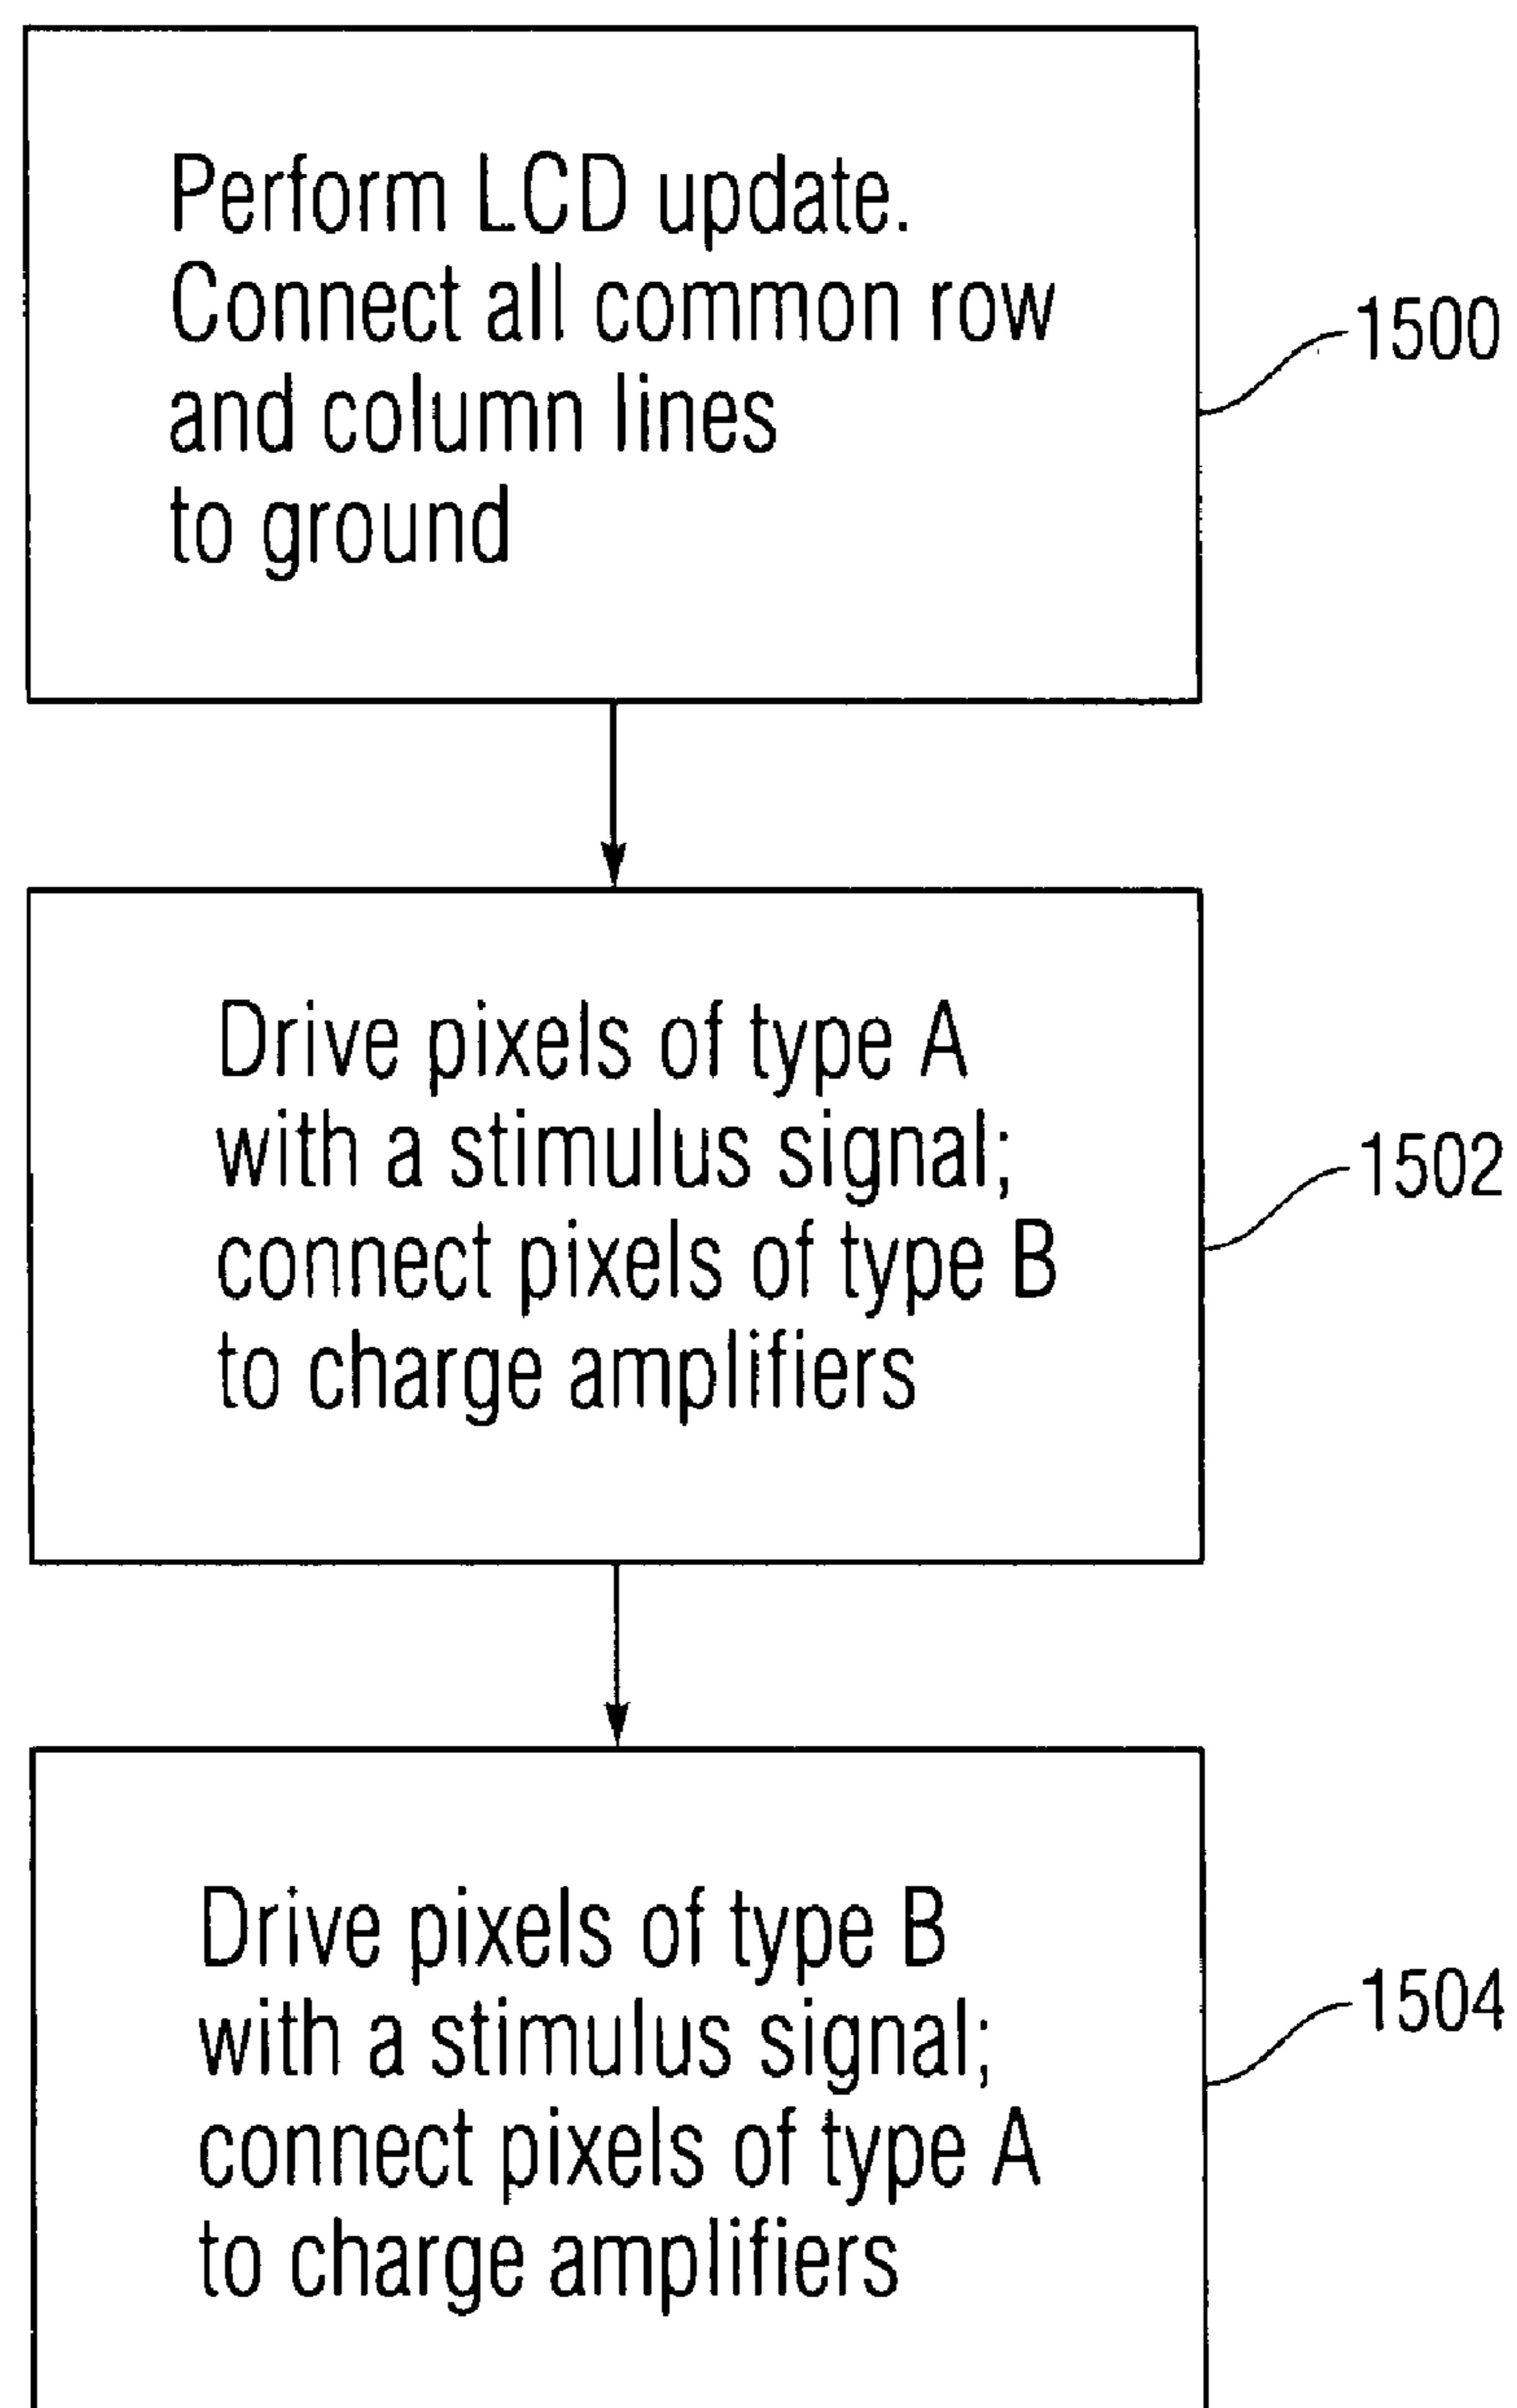 Perform LCD update.
Connect all common row
and column lines
to ground
1500
Drive pixels of type A
with a stimulus signal;
connect pixels of type B
to charge amplifiers
1502
Drive pixels of type B
with a stimulus signal;
connect pixels of type A
to charge amplifiers
1504